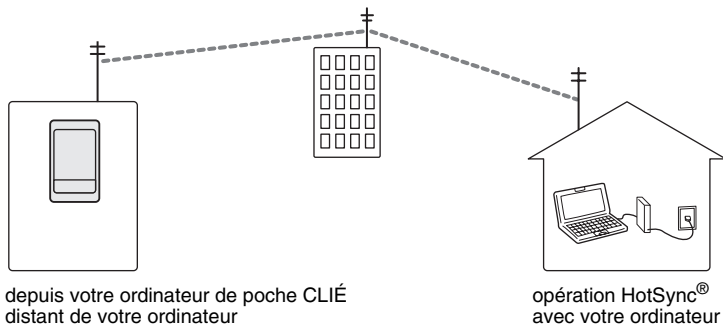 depuis votre ordinateur de poche CLIÉ
distant de votre ordinateur
opération HotSync®
avec votre ordinateur